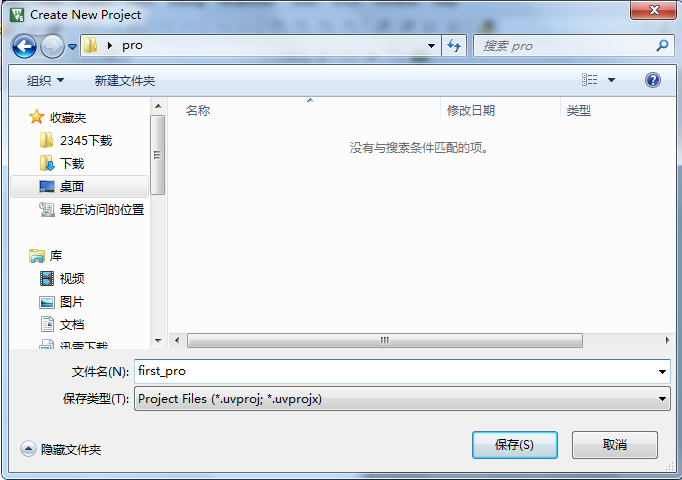 Create New Project
pro
搜索 pro
组织
新建文件夹
名称
修改日期
类型
没有与搜索条件匹配的项。
收藏夹
2345下载
下载
桌面
最近访问的位置
库
视频
图片
文档
迅雷下载
文件名(N): first_pro
保存类型(T): Project Files (*.uvproj; *.uvprojx)
隐藏文件夹
保存(S)
取消